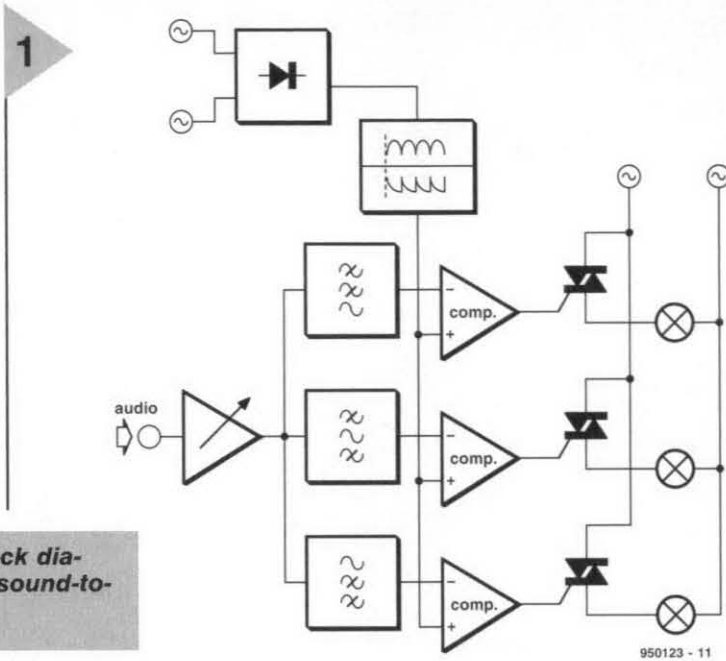 1
audio
comp.
comp.
comp.
ck dia-
sound-to-
950123 - 11